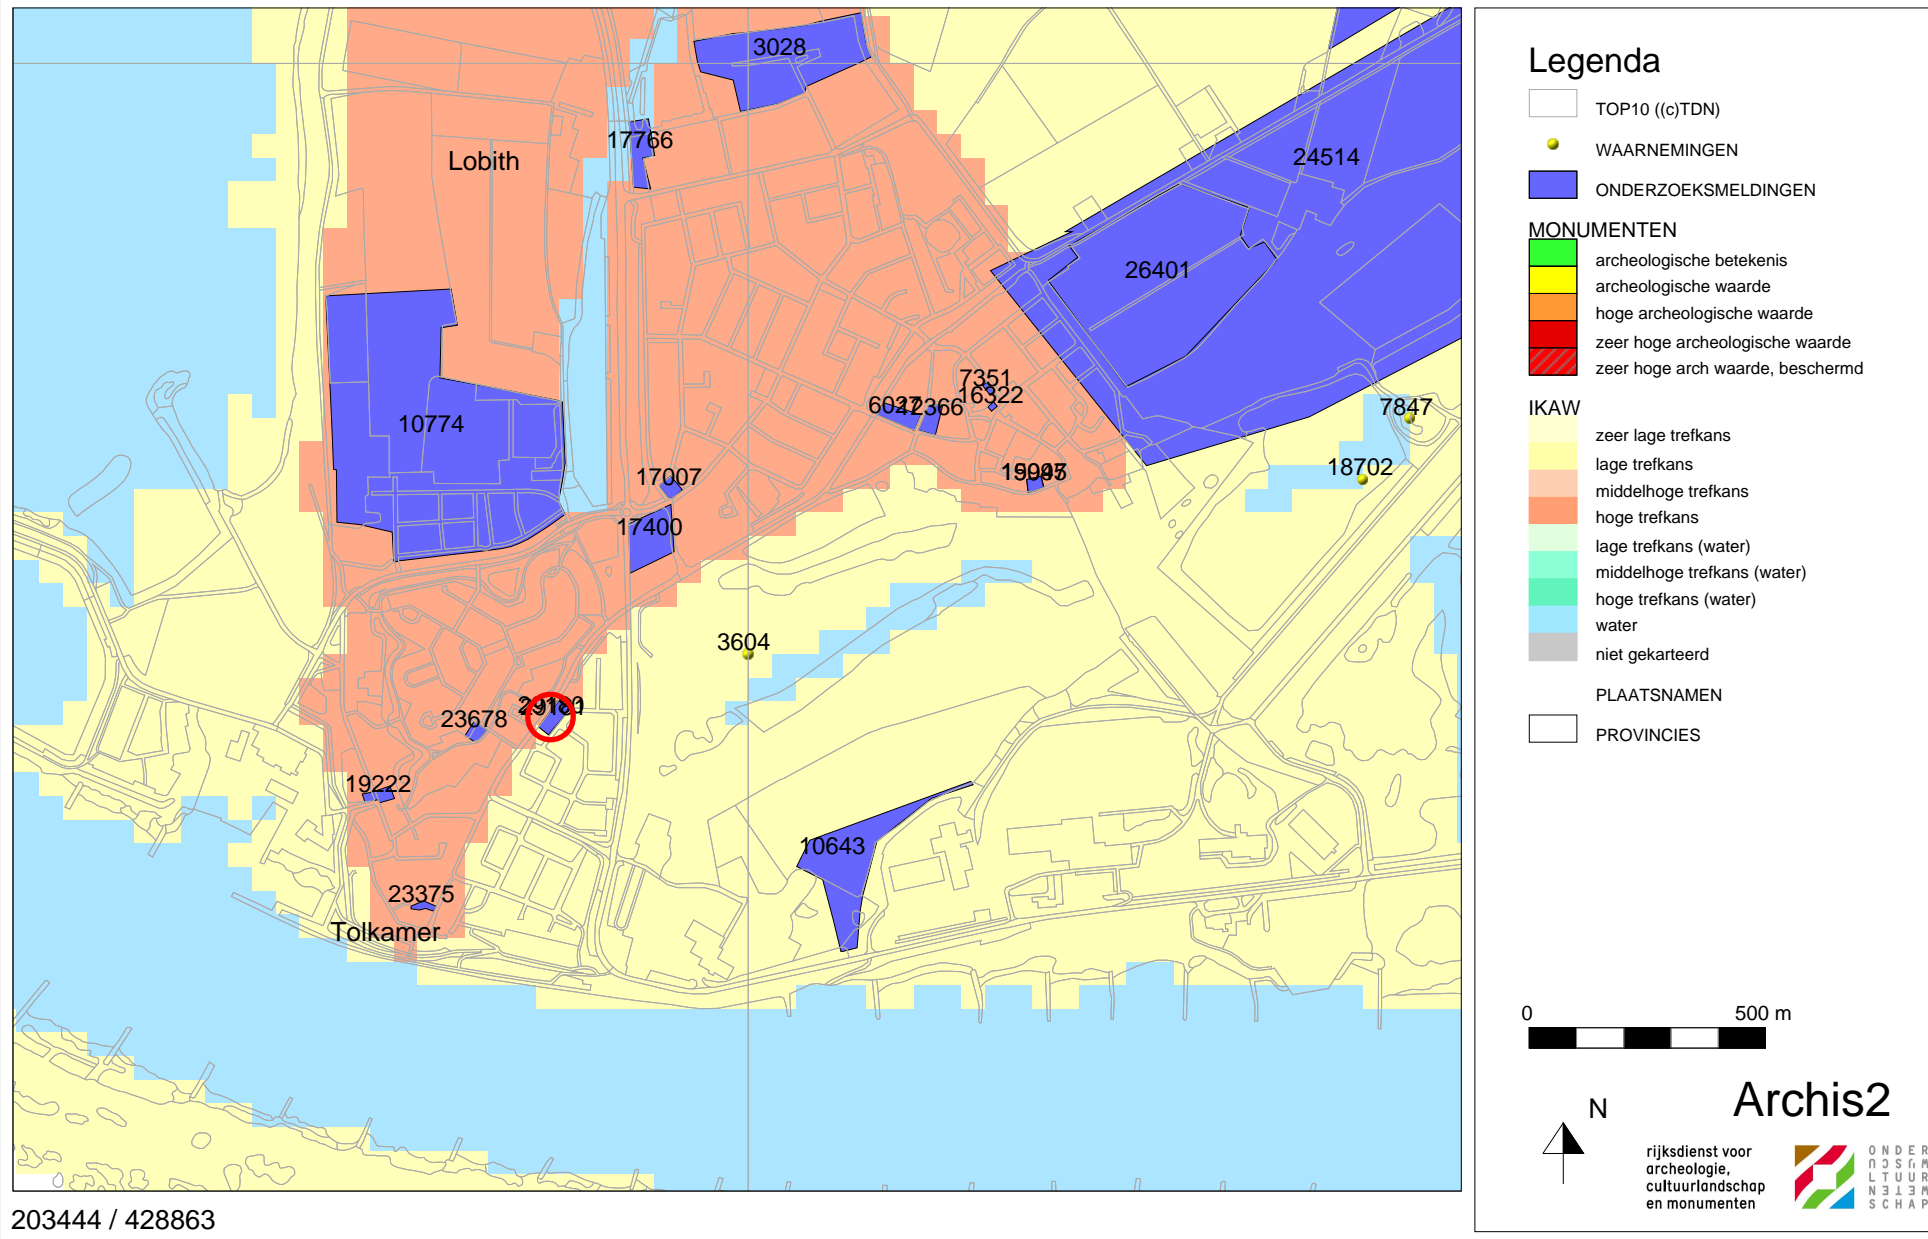 3028
17766
Lobith
24514
26401
7351
16322
6027
12366
7847
10774
18702
17007
17400
3604
23678
19222
10643
23375
Tolkamer
203444 / 428863
Legenda
TOP10 ((c)TDN)
WAARNEMINGEN
ONDERZOEKSMELDINGEN
MONUMENTEN
archeologische betekenis
archeologische waarde
hoge archeologische waarde
zeer hoge archeologische waarde
zeer hoge arch waarde, beschermd
IKAW
zeer lage trefkans
lage trefkans
middelhoge trefkans
hoge trefkans
lage trefkans (water)
middelhoge trefkans (water)
hoge trefkans (water)
water
niet gekarteerd
PLAATSNAMEN
PROVINCIES
0 500 m
N
Archis2
rijksdienst voor
archeologie,
cultuurlandschap
en monumenten